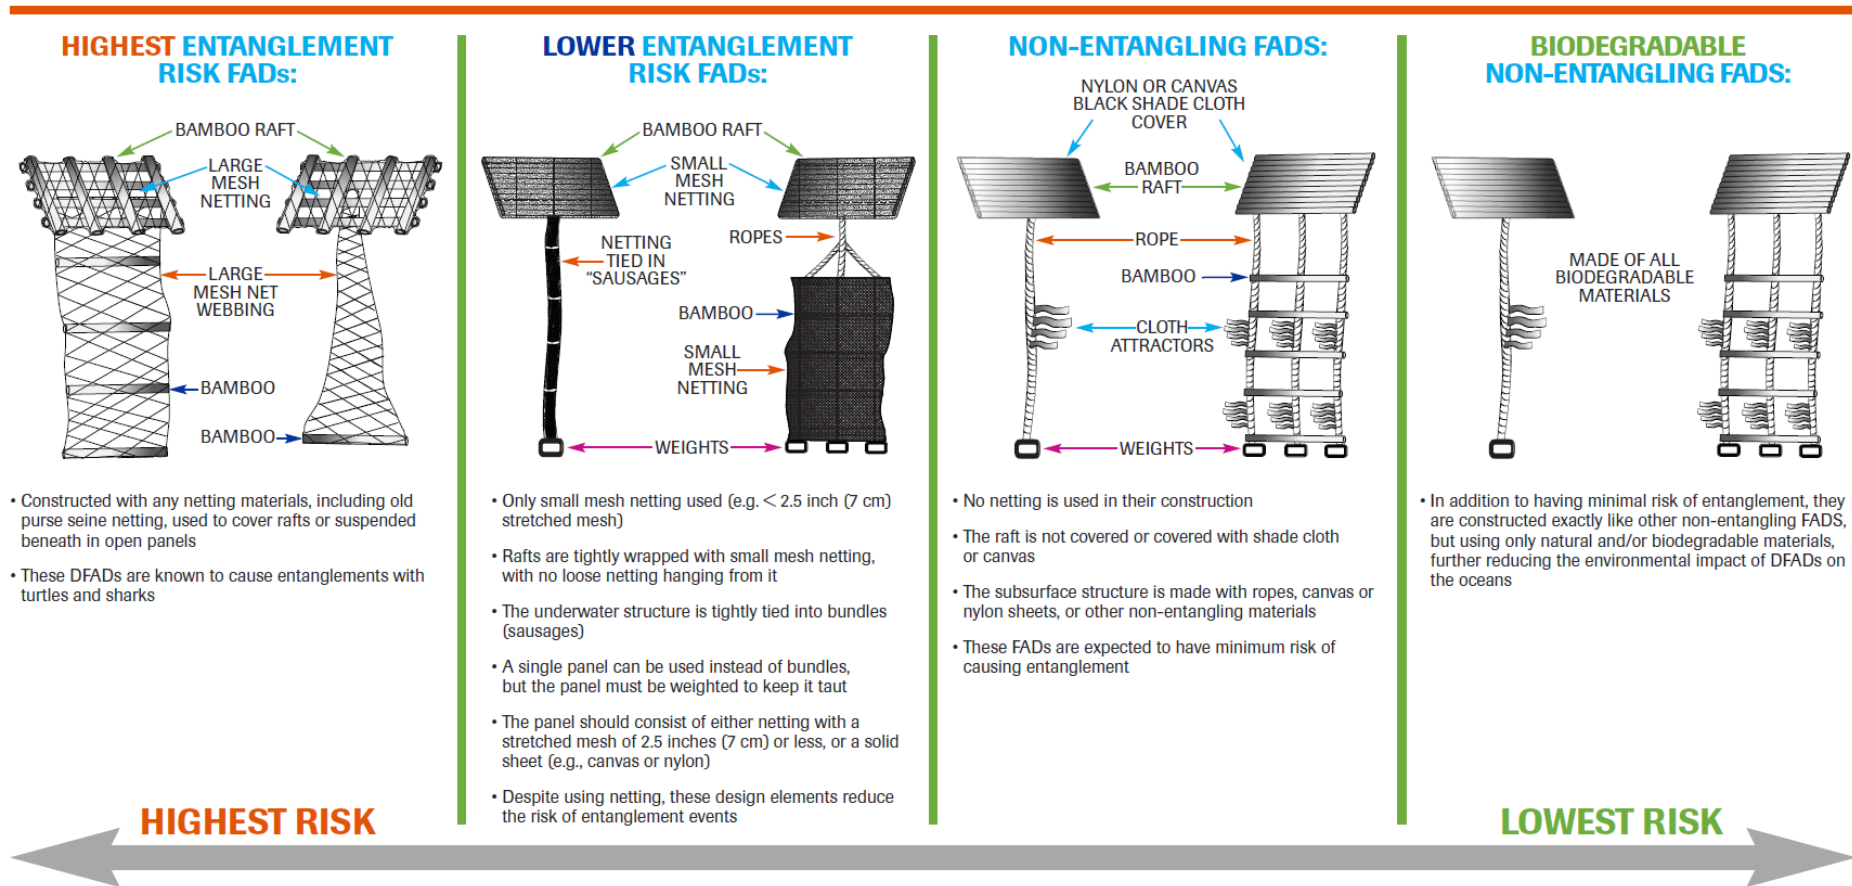 HIGHEST ENTANGLEMENT
RISK FADs:
BAMBOO RAFT
LARGE
MESH
NETTING
LARGE
MESH NET
WEBBING
BAMBOO
BAMBOO
• Constructed with any netting materials, including old
purse seine netting, used to cover rafts or suspended
beneath in open panels
• These DFADs are known to cause entanglements with
turtles and sharks
LOWER ENTANGLEMENT
RISK FADs:
BAMBOO RAFT
SMALL
MESH
NETTING
ROPES
NETTING
TIED IN
“SAUSAGES”
BAMBOO
SMALL
MESH
NETTING
WEIGHTS
• Only small mesh netting used (e.g. < 2.5 inch (7 cm)
stretched mesh)
• Rafts are tightly wrapped with small mesh netting,
with no loose netting hanging from it
• The underwater structure is tightly tied into bundles
(sausages)
• A single panel can be used instead of bundles,
but the panel must be weighted to keep it taut
• The panel should consist of either netting with a
stretched mesh of 2.5 inches (7 cm) or less, or a solid
sheet (e.g., canvas or nylon)
• Despite using netting, these design elements reduce
the risk of entanglement events
NON-ENTANGLING FADS:
NYLON OR CANVAS
BLACK SHADE CLOTH
COVER
BAMBOO
RAFT
ROPE
BAMBOO
CLOTH
ATTRACTORS
WEIGHTS
• No netting is used in their construction
• The raft is not covered or covered with shade cloth
or canvas
• The subsurface structure is made with ropes, canvas or
nylon sheets, or other non-entangling materials
• These FADs are expected to have minimum risk of
causing entanglement
BIODEGRADABLE
NON-ENTANGLING FADS:
MADE OF ALL
BIODEGRADABLE
MATERIALS
• In addition to having minimal risk of entanglement, they
are constructed exactly like other non-entangling FADS,
but using only natural and/or biodegradable materials,
further reducing the environmental impact of DFADs on
the oceans
HIGHEST RISK
LOWEST RISK